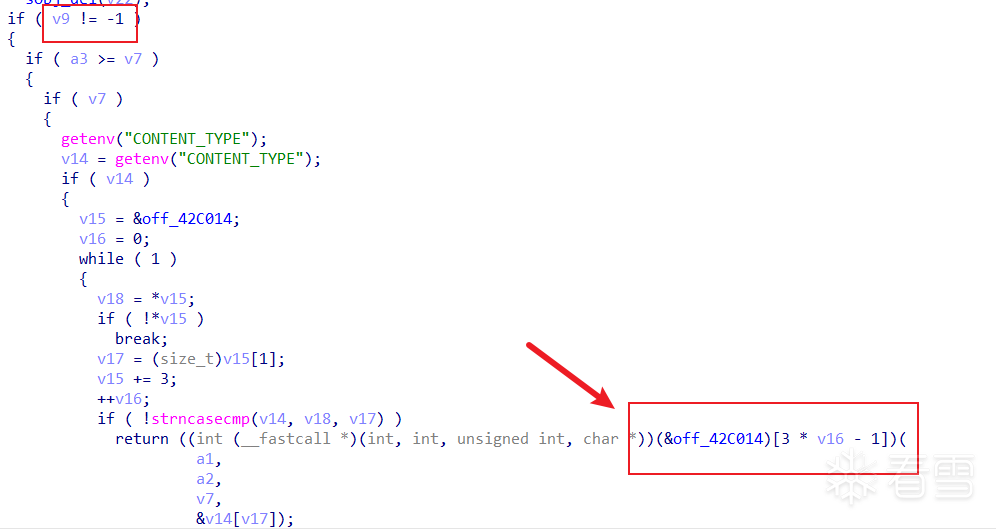 sobj_del(v22);
if ( v9 != -1 )
{
if ( a3 >= v7 )
{
if ( v7 )
{
getenv("CONTENT_TYPE");
v14 = getenv("CONTENT_TYPE");
if ( v14 )
{
v15 = &off_42C014;
v16 = 0;
while ( 1 )
{
v18 = *v15;
if ( !*v15 )
break;
v17 = (size_t)v15[1];
v15 += 3;
++v16;
if ( !strncasecmp(v14, v18, v17) )
return ((int (__fastcall *)(int, int, unsigned int, char *))(&off_42C014)[3 * v16 - 1])(
a1,
a2,
v7,
&v14[v17]);
看雪